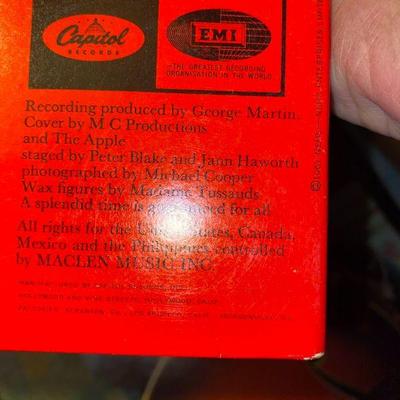 Capitol
RECORDS
EMI
THE GREATEST RECORDING
ORGANISATION IN THE WORLD
Recording produced by George Martin.
Cover by M C Productions
and The Apple
staged by Peter Blake and Jann Haworth
photographed by Michael Cooper
Wax figures by Madame Tussauds
A splendid time is guaranteed for all
All rights for the United States, Canada,
Mexico and the Philippines controlled
by MACLEN MUSIC INC.